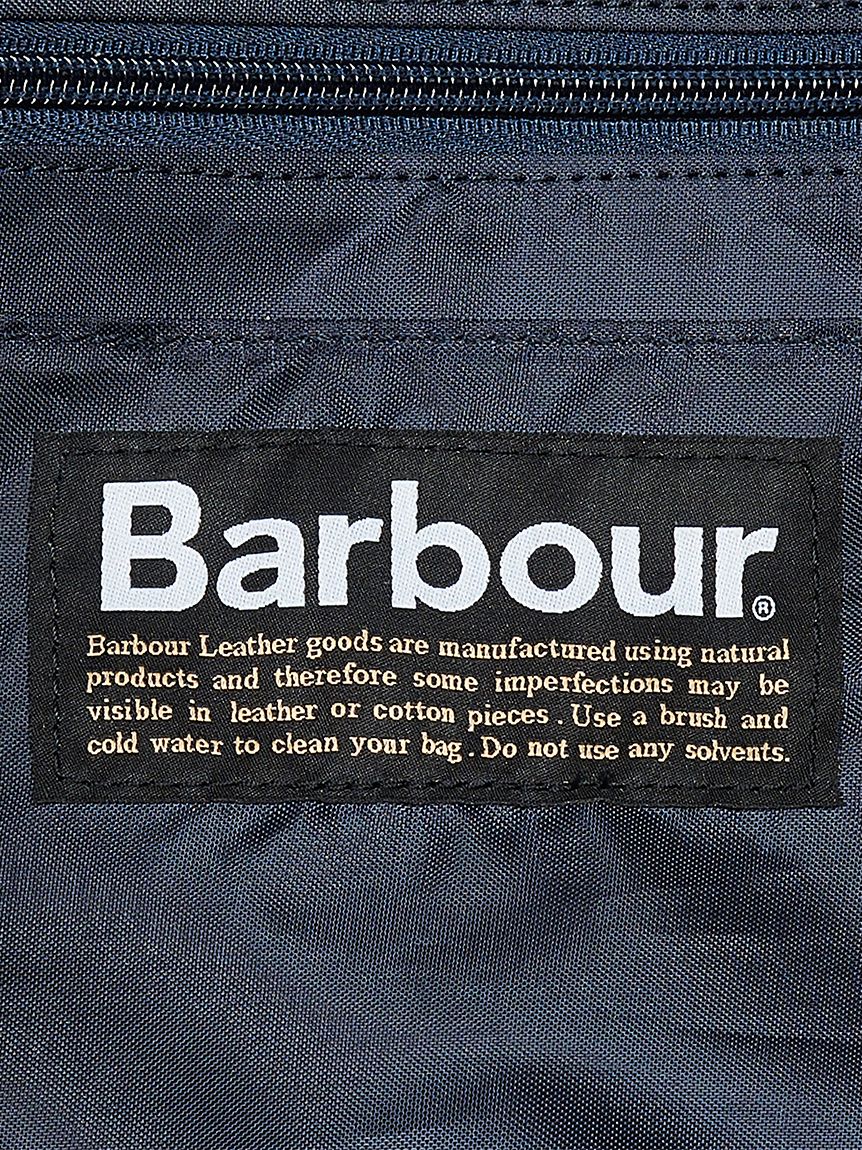 Barbour®
Barbour Leather goods are manufactured using natural
products and therefore some imperfections may be
visible in leather or cotton pieces . Use a brush and
cold water to clean your bag . Do not use any solvents.